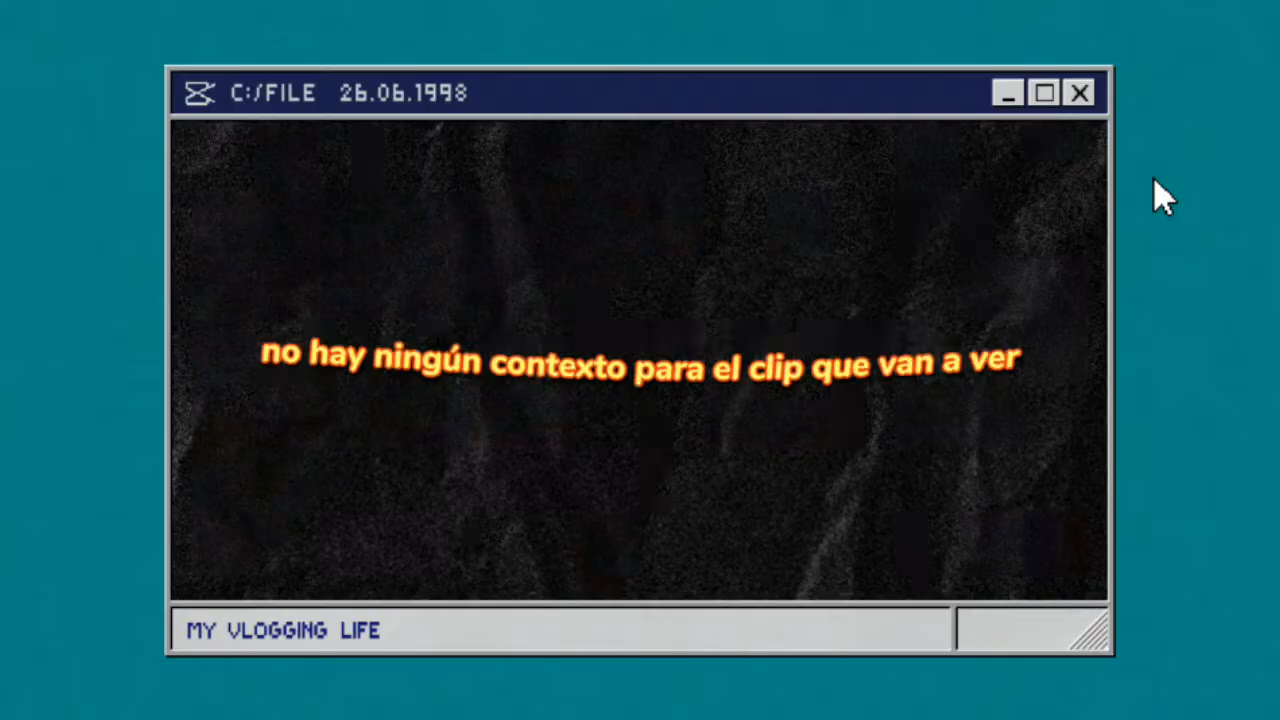 C:/FILE 26.06.1998
no hay ningún contexto para el clip que van a ver
MY VLOGGING LIFE